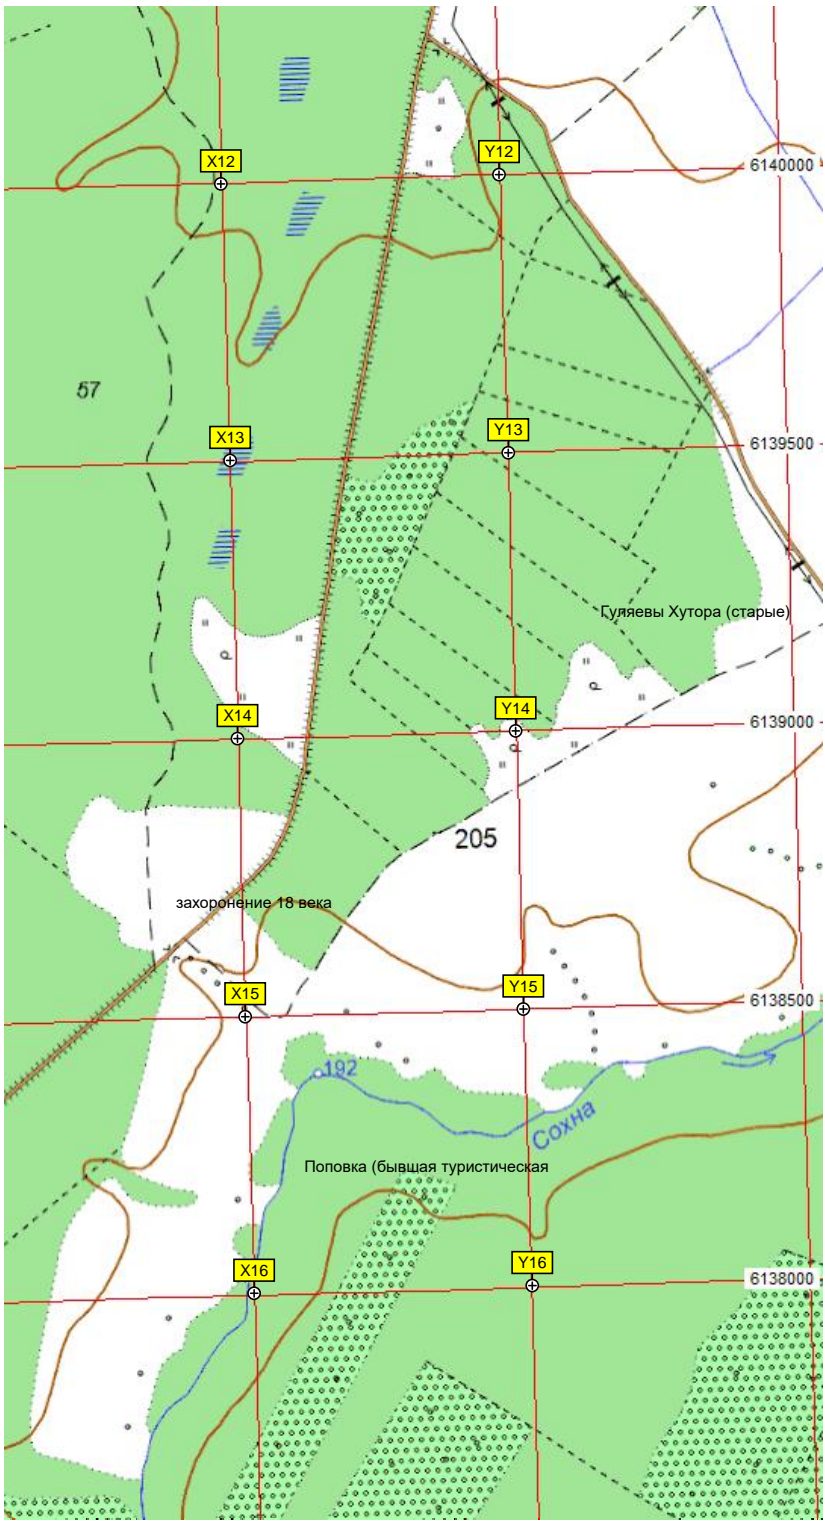 X12
Y12
6140000
57
X13
Y13
6139500
Гуляевы Хутора (старые)
X14
Y14
6139000
205
захоронение 18 века
X15
Y15
6138500
192
Сохна
Поповка (бывшая туристическая
X16
Y16
6138000